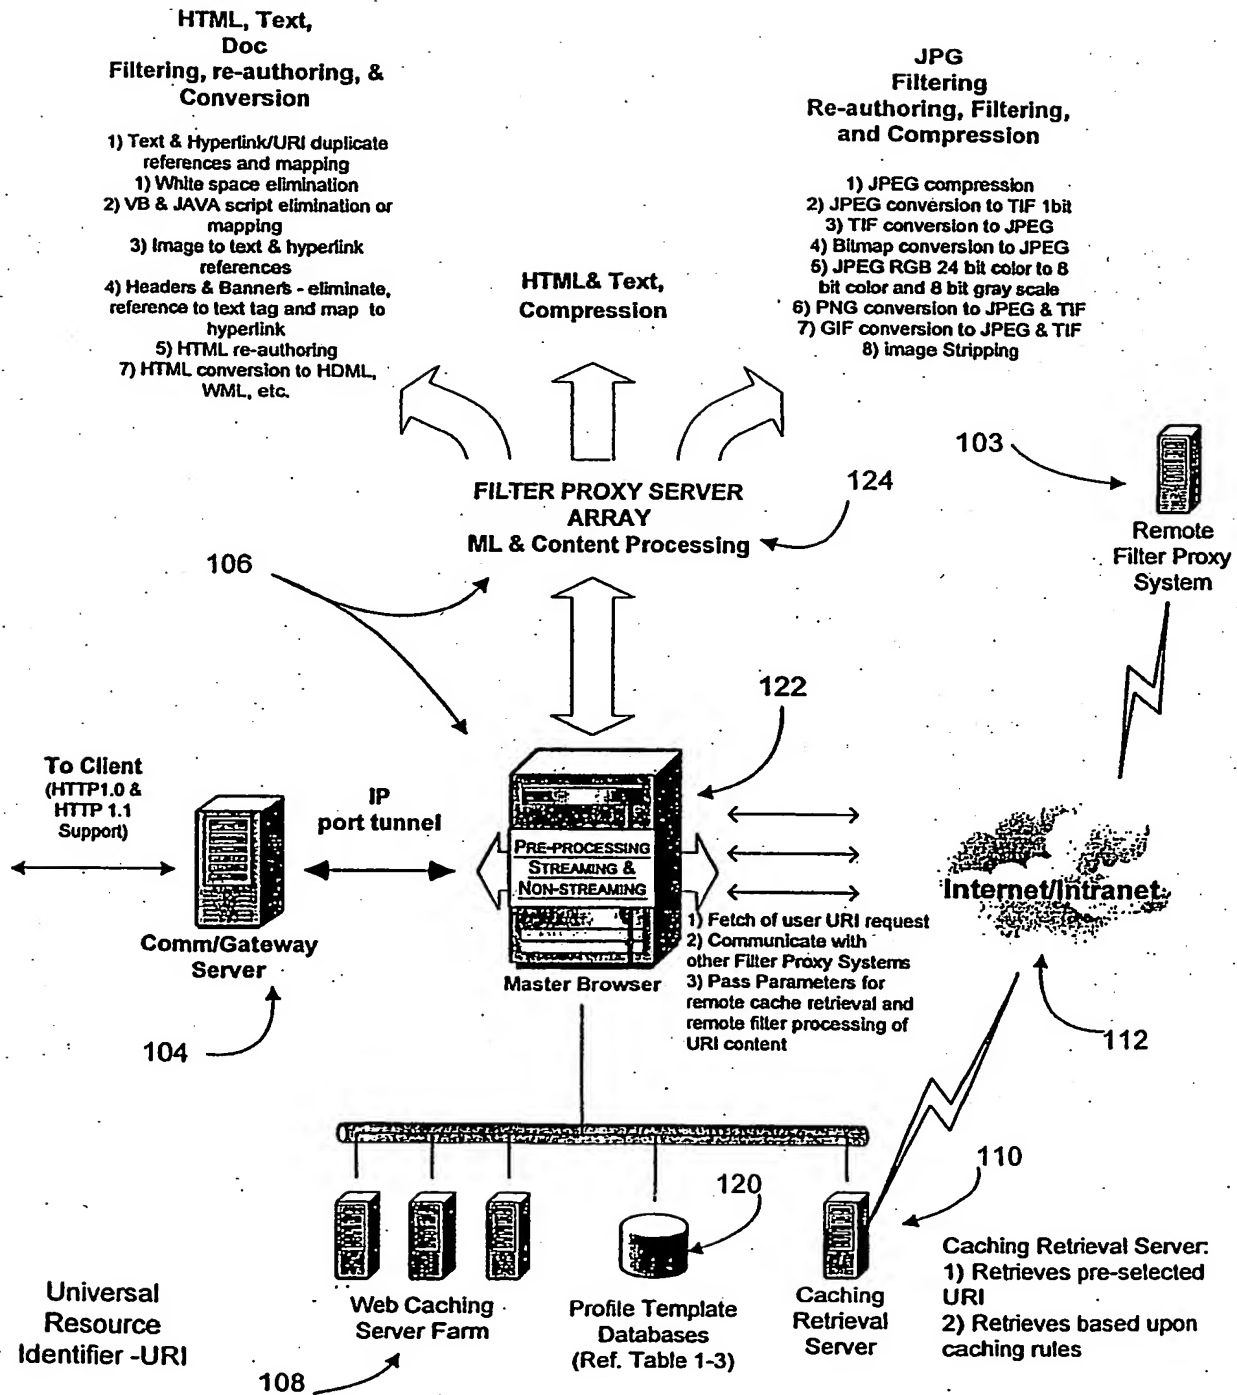 HTML, Text,
Doc
Filtering, re-authoring, &
Conversion
1) Text & Hyperlink/URI duplicate
references and mapping
1) White space elimination
2) VB & JAVA script elimination or
mapping
3) Image to text & hyperlink
references
4) Headers & Banners - eliminate,
reference to text tag and map to
hyperlink
5) HTML re-authoring
7) HTML conversion to HDML,
WML, etc.
HTML& Text,
Compression
JPG
Filtering
Re-authoring, Filtering,
and Compression
1) JPEG compression
2) JPEG conversion to TIF 1bit
3) TIF conversion to JPEG
4) Bitmap conversion to JPEG
5) JPEG RGB 24 bit color to 8
bit color and 8 bit gray scale
6) PNG conversion to JPEG & TIF
7) GIF conversion to JPEG & TIF
8) image Stripping
103
Remote
Filter Proxy
System
FILTER PROXY SERVER
ARRAY
ML & Content Processing
124
106
122
To Client
(HTTP1.0 &
HTTP 1.1
Support)
IP
port tunnel
PRE-PROCESSING
STREAMING &
NON-STREAMING
Internet/Intranet
Comm/Gateway
Server
104
Master Browser
1) Fetch of user URI request
2) Communicate with
other Filter Proxy Systems
3) Pass Parameters for
remote cache retrieval and
remote filter processing of
URI content
112
120
110
Universal
Resource
Identifier -URI
Web Caching
Server Farm
108
Profile Template
Databases
(Ref. Table 1-3)
Caching
Retrieval
Server
Caching Retrieval Server:
1) Retrieves pre-selected
URI
2) Retrieves based upon
caching rules